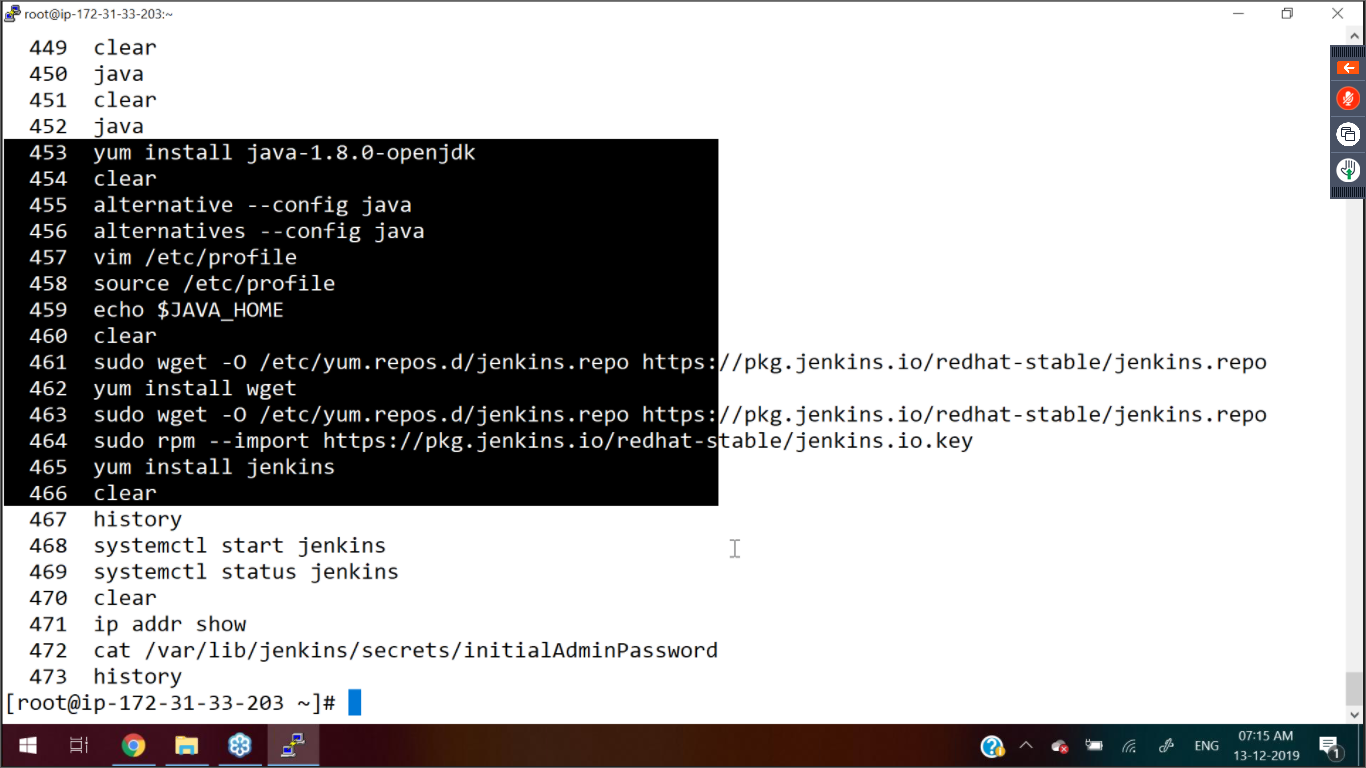 root@ip-172-31-33-203:~
449 clear
450 java
451 clear
452 java
453 yum install java-1.8.0-openjdk
454 clear
455 alternative --config java
456 alternatives --config java
457 vim /etc/profile
458 source /etc/profile
459 echo $JAVA_HOME
460 clear
461 sudo wget -O /etc/yum.repos.d/jenkins.repo https://pkg.jenkins.io/redhat-stable/jenkins.repo
462 yum install wget
463 sudo wget -O /etc/yum.repos.d/jenkins.repo https://pkg.jenkins.io/redhat-stable/jenkins.repo
464 sudo rpm --import https://pkg.jenkins.io/redhat-stable/jenkins.io.key
465 yum install jenkins
466 clear
467 history
468 systemctl start jenkins
469 systemctl status jenkins
470 clear
471 ip addr show
472 cat /var/lib/jenkins/secrets/initialAdminPassword
473 history
[root@ip-172-31-33-203 ~]#
ENG
07:15 AM
13-12-2019
1